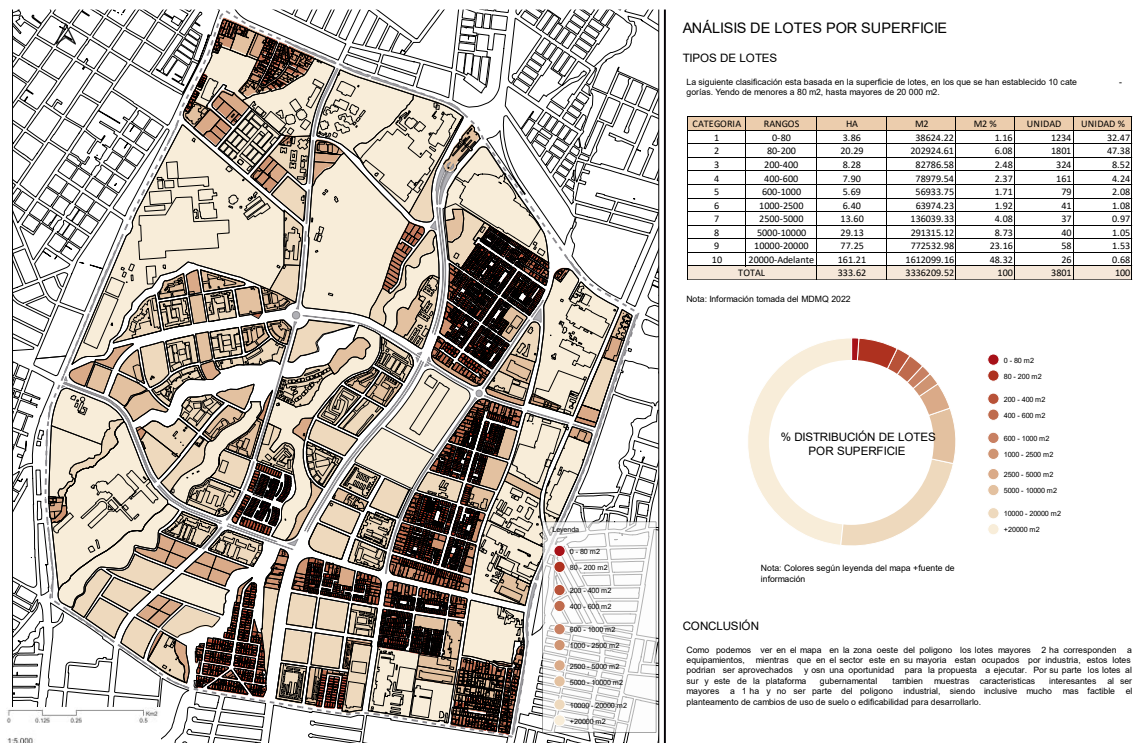 ANÁLISIS DE LOTES POR SUPERFICIE
TIPOS DE LOTES
La siguiente clasificación esta basada en la superficie de lotes, en los que se han establecido 10 cate -
gorías. Yendo de menores a 80 m2, hasta mayores de 20 000 m2.
CATEGORIA RANGOS HA M2 M2 % UNIDAD UNIDAD %
1 0-80 3.86 38624.61 1.16 1234 32.47
2 80-200 20.29 202924.61 6.08 1801 47.38
3 200-400 8.28 82786.58 2.48 324 8.52
4 400-600 7.90 78979.54 2.37 161 4.24
5 600-1000 5.69 56933.75 1.71 79 2.08
6 1000-2500 6.40 63974.23 1.92 41 1.08
7 2500-5000 13.60 136039.33 4.08 37 0.97
8 5000-10000 29.13 291315.12 8.73 40 1.05
9 10000-20000 77.25 772532.98 23.16 58 1.53
10 20000-Adelante 161.21 1612099.16 48.32 26 0.68
TOTAL 333.62 3336209.52 100 3801 100
Nota: Información tomada del MDMQ 2022
% DISTRIBUCIÓN DE LOTES
POR SUPERFICIE
0 - 80 m2
80 - 200 m2
200 - 400 m2
400 - 600 m2
600 - 1000 m2
1000 - 2500 m2
2500 - 5000 m2
5000 - 10000 m2
10000 - 20000 m2
+20000 m2
Nota: Colores según leyenda del mapa +fuente de
información
CONCLUSIÓN
Como podemos ver en el mapa en la zona oeste del poligono los lotes mayores 2 ha corresponden a
equipamientos, mientras que en el sector este en su mayoria estan ocupados por industria, estos lotes
podrian ser aprovechados y osn una oportunidad para la propuesta a ejecutar. Por su parte los lotes al
sur y este de la plataforma gubernamental tambien muestras caracteristicas interesantes al ser
mayores a 1 ha y no ser parte del poligono industrial, siendo inclusive mucho mas factible el
planteamiento de cambios de uso de suelo o edificabilidad para desarrollarlo.
Leyenda
0 - 80 m2
80 - 200 m2
200 - 400 m2
400 - 600 m2
600 - 1000 m2
1000 - 2500 m2
2500 - 5000 m2
5000 - 10000 m2
10000 - 20000 m2
+20000 m2
Km2
0 0.125 0.25 0.5
1:5.000